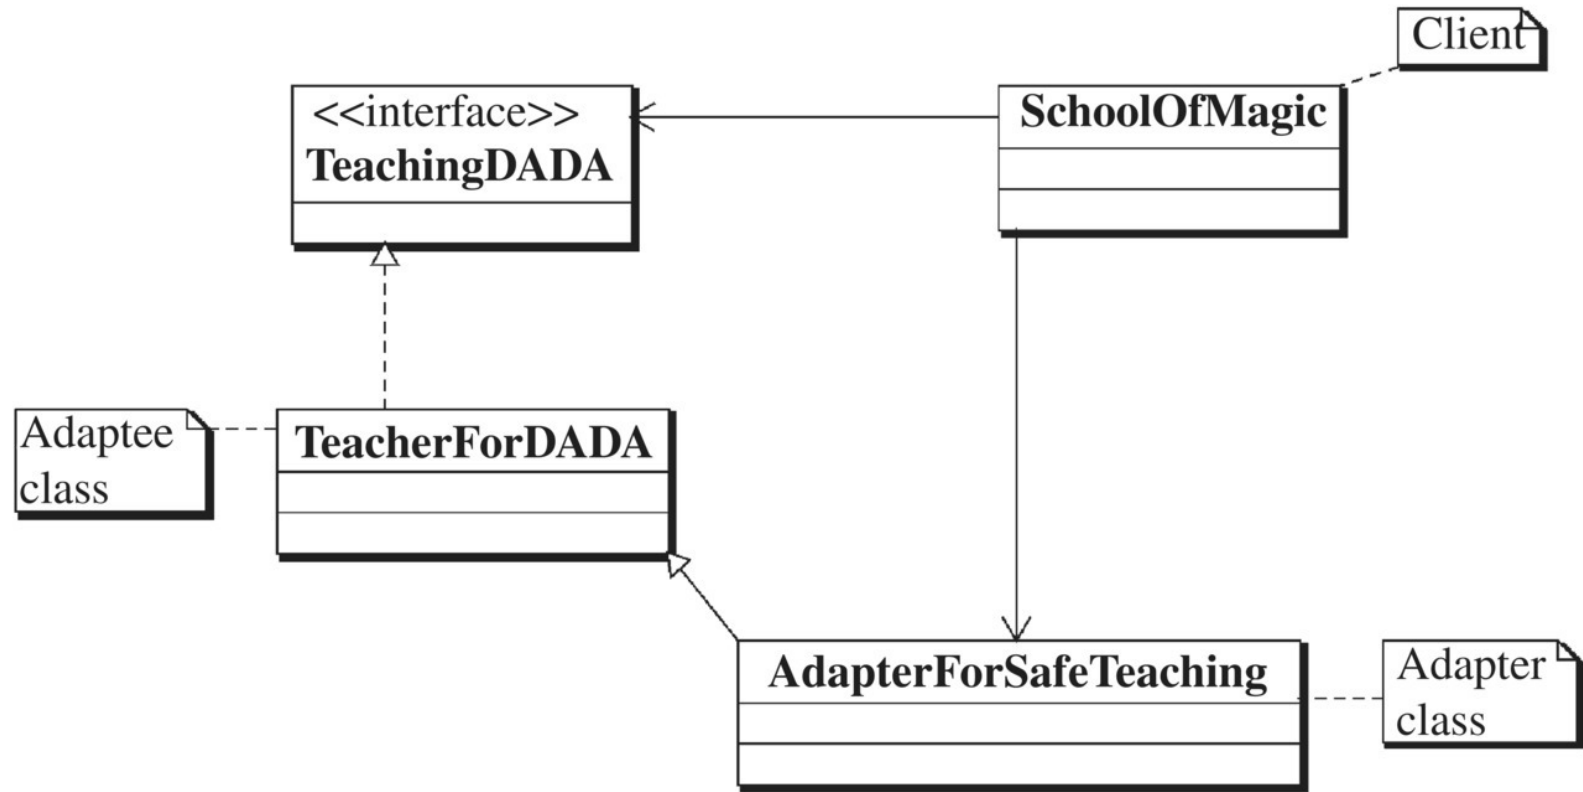 Client
<<interface>>
TeachingDADA
SchoolOfMagic
Adaptee
class
TeacherForDADA
AdapterForSafeTeaching
Adapter
class